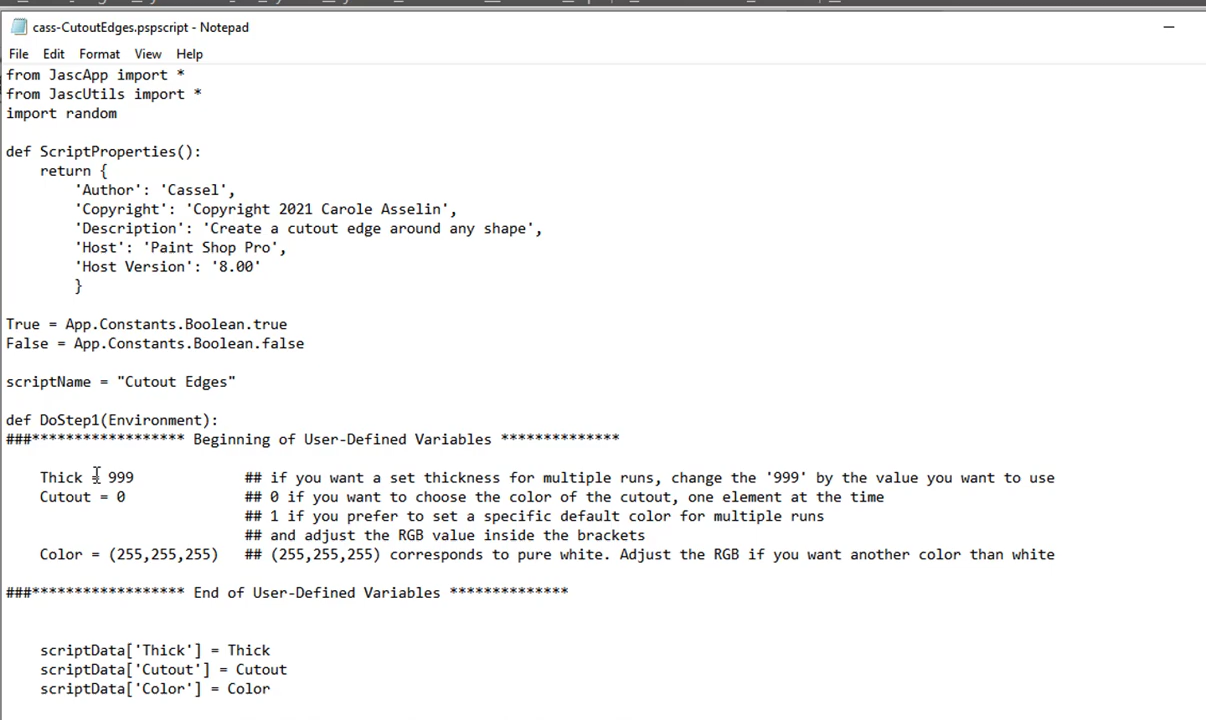 cass-CutoutEdges.pspscript - Notepad
File Edit Format View Help
from JascApp import *
from JascUtils import *
import random
def ScriptProperties():
    return {
        'Author': 'Cassel',
        'Copyright': 'Copyright 2021 Carole Asselin',
        'Description': 'Create a cutout edge around any shape',
        'Host': 'Paint Shop Pro',
        'Host Version': '8.00'
        }
True = App.Constants.Boolean.true
False = App.Constants.Boolean.false
scriptName = "Cutout Edges"
def DoStep1(Environment):
###****************** Beginning of User-Defined Variables **************
    Thick = 999             ## if you want a set thickness for multiple runs, change the '999' by the value you want to use
    Cutout = 0              ## 0 if you want to choose the color of the cutout, one element at the time
                            ## 1 if you prefer to set a specific default color for multiple runs
                            ## and adjust the RGB value inside the brackets
    Color = (255,255,255)   ## (255,255,255) corresponds to pure white. Adjust the RGB if you want another color than white
###****************** End of User-Defined Variables **************
    scriptData['Thick'] = Thick
    scriptData['Cutout'] = Cutout
    scriptData['Color'] = Color